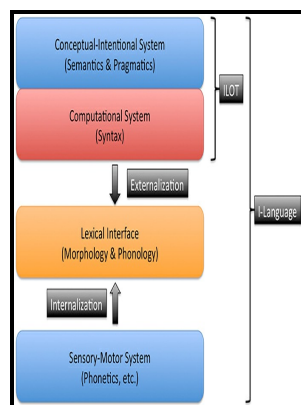 Conceptual-Intentional System
(Semantics & Pragmatics)
ILOT
Computational System
(Syntax)
Externalization
I-Language
Lexical Interface
(Morphology & Phonology)
Internalization
Sensory-Motor System
(Phonetics, etc.)